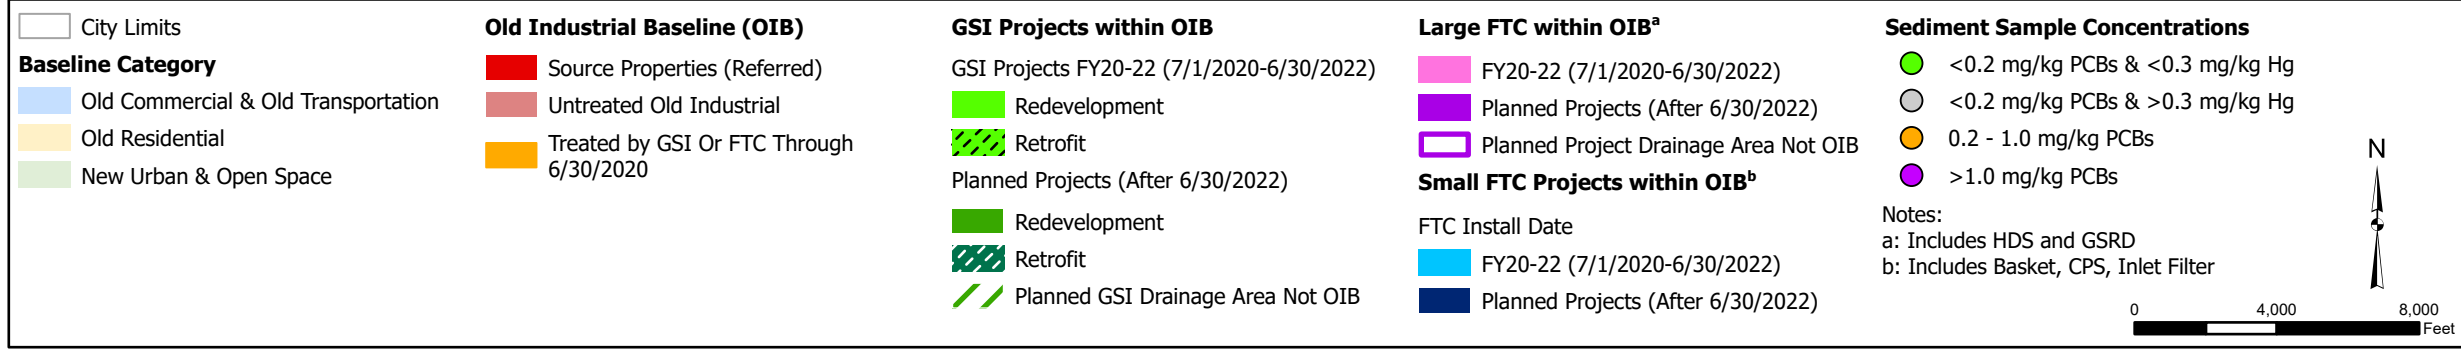 City Limits
Baseline Category
Old Commercial & Old Transportation
Old Residential
New Urban & Open Space
Old Industrial Baseline (OIB)
Source Properties (Referred)
Untreated Old Industrial
Treated by GSI Or FTC Through
6/30/2020
GSI Projects within OIB
GSI Projects FY20-22 (7/1/2020-6/30/2022)
Redevelopment
Retrofit
Planned Projects (After 6/30/2022)
Redevelopment
Retrofit
Planned GSI Drainage Area Not OIB
Large FTC within OIBa
FY20-22 (7/1/2020-6/30/2022)
Planned Projects (After 6/30/2022)
Planned Project Drainage Area Not OIB
Small FTC Projects within OIBb
FTC Install Date
FY20-22 (7/1/2020-6/30/2022)
Planned Projects (After 6/30/2022)
Sediment Sample Concentrations
<0.2 mg/kg PCBs & <0.3 mg/kg Hg
<0.2 mg/kg PCBs & >0.3 mg/kg Hg
0.2 - 1.0 mg/kg PCBs
>1.0 mg/kg PCBs
Notes:
a: Includes HDS and GSRD
b: Includes Basket, CPS, Inlet Filter
N
0 4,000 8,000
Feet